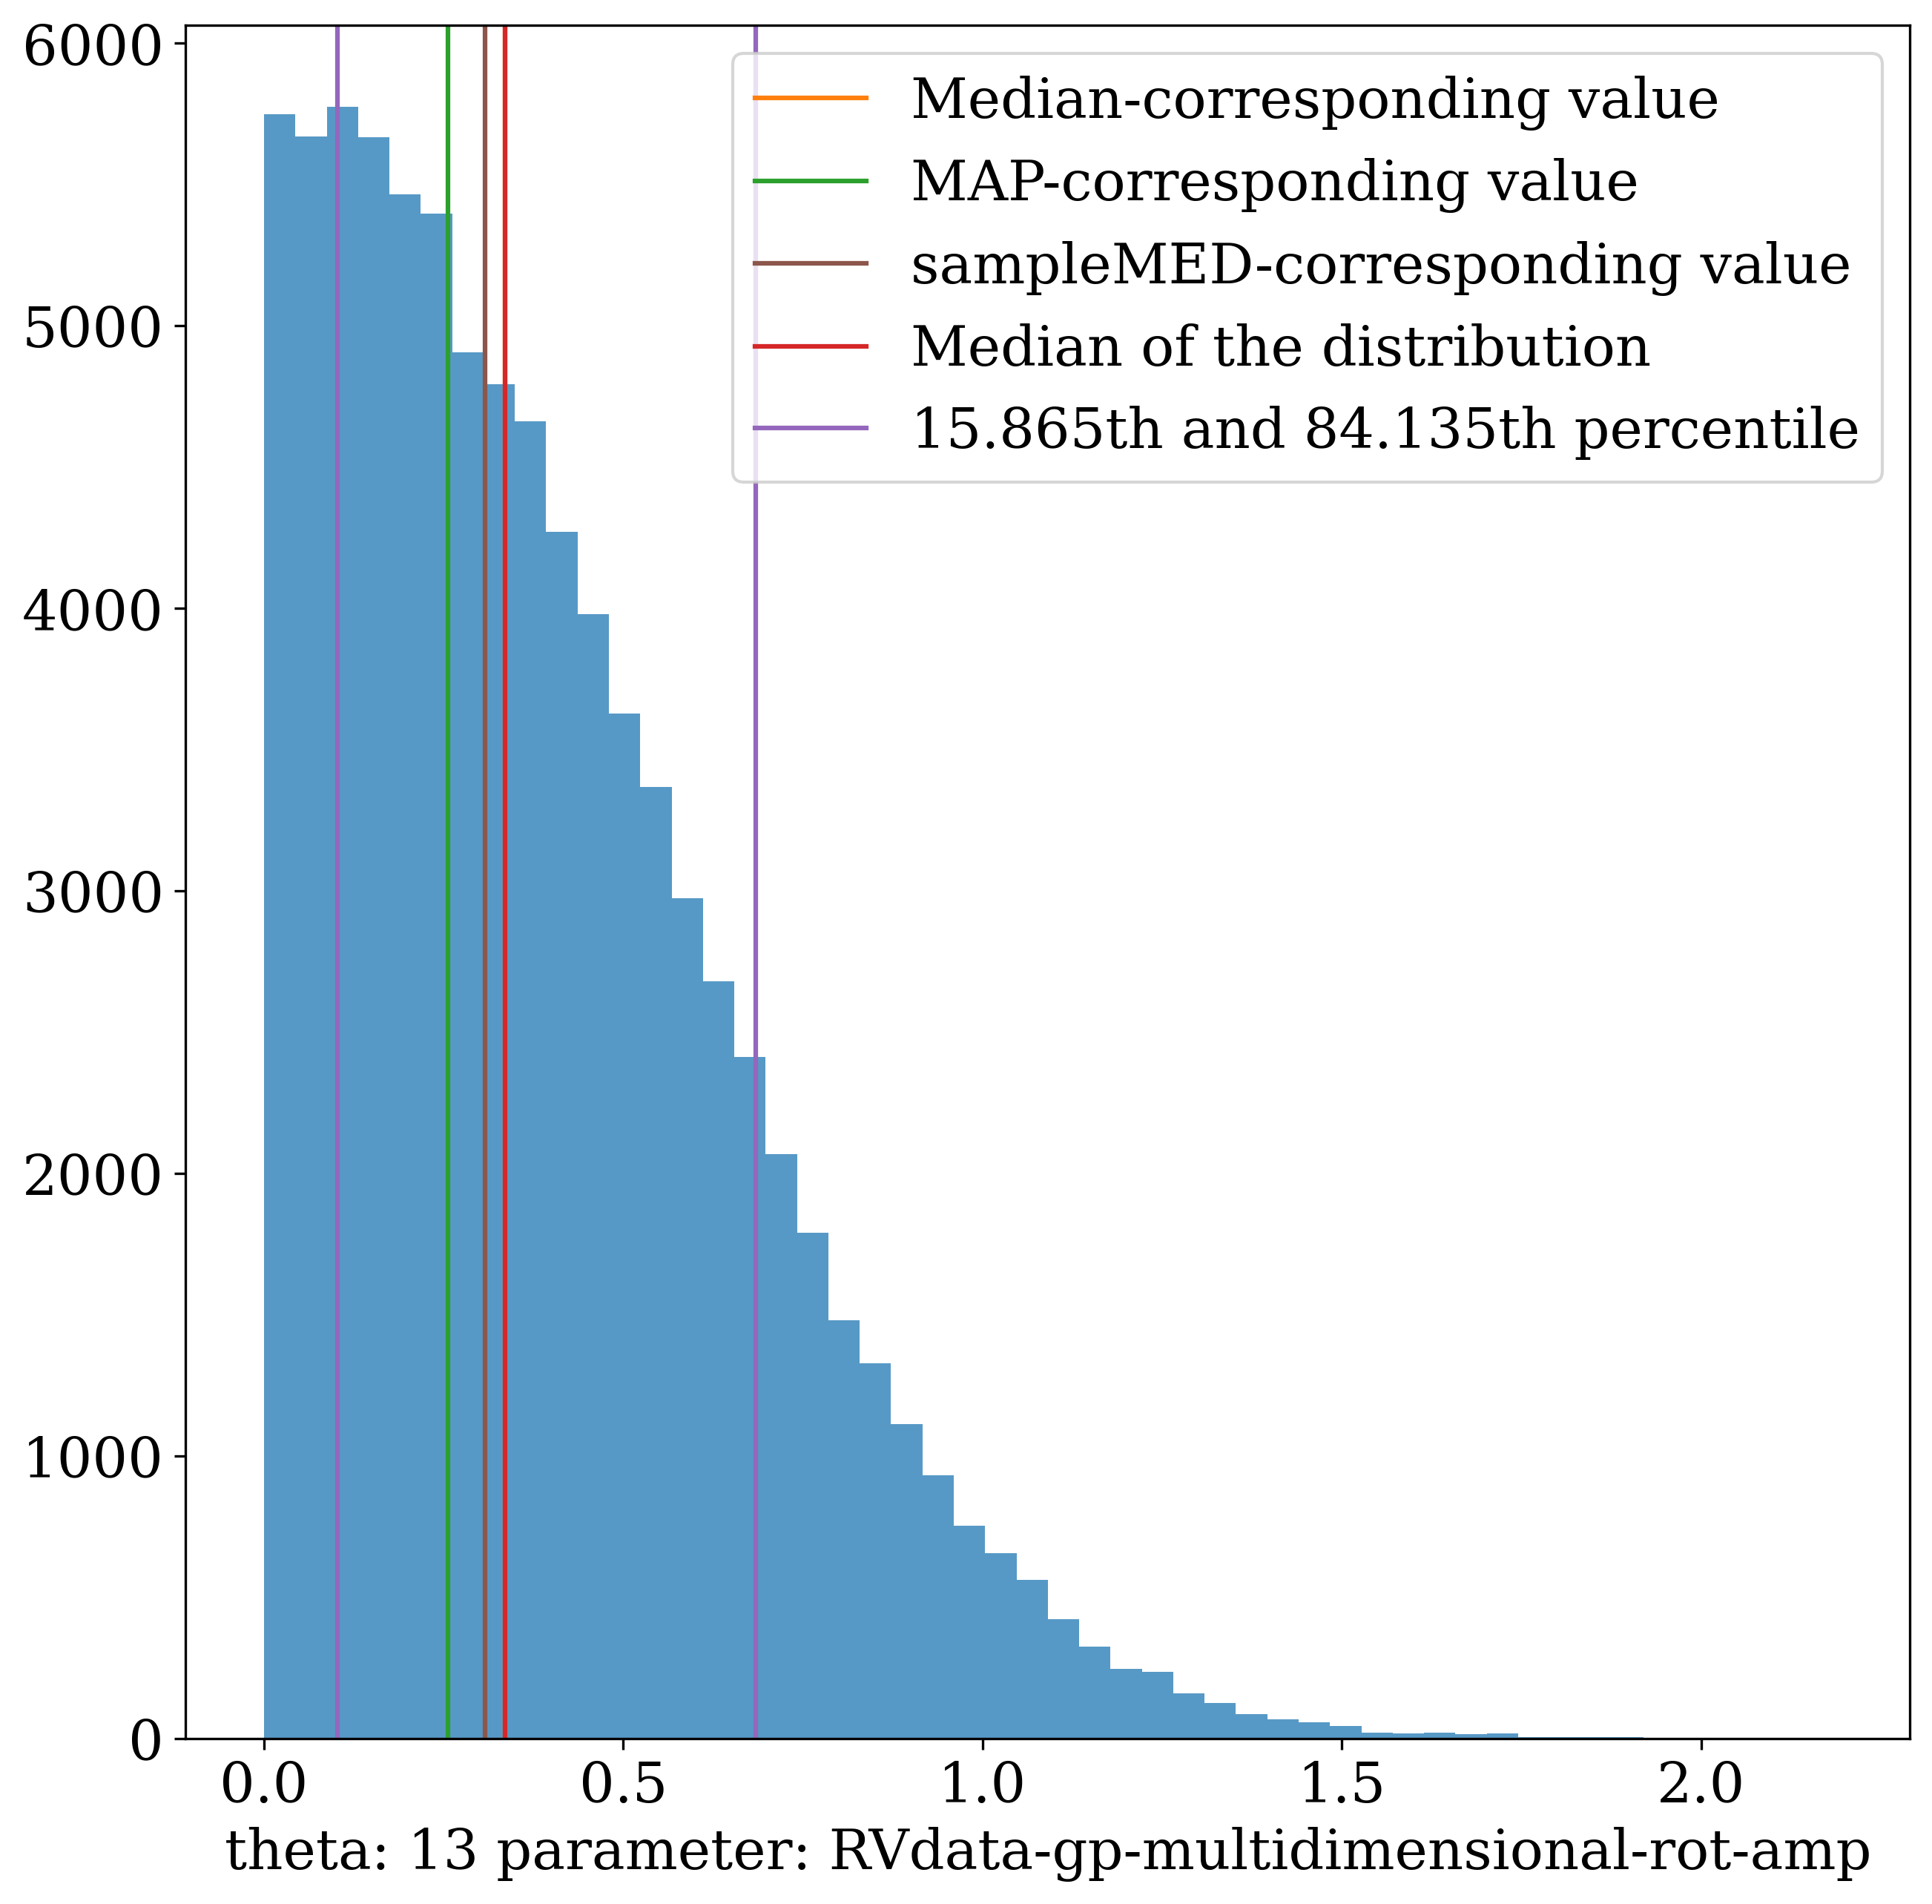 6000
5000
4000
3000
2000
1000
0
Median-corresponding value
MAP-corresponding value
sampleMED-corresponding value
Median of the distribution
15.865th and 84.135th percentile
0.0 0.5 1.0 1.5 2.0
theta: 13 parameter: RVdata-gp-multidimensional-rot-amp